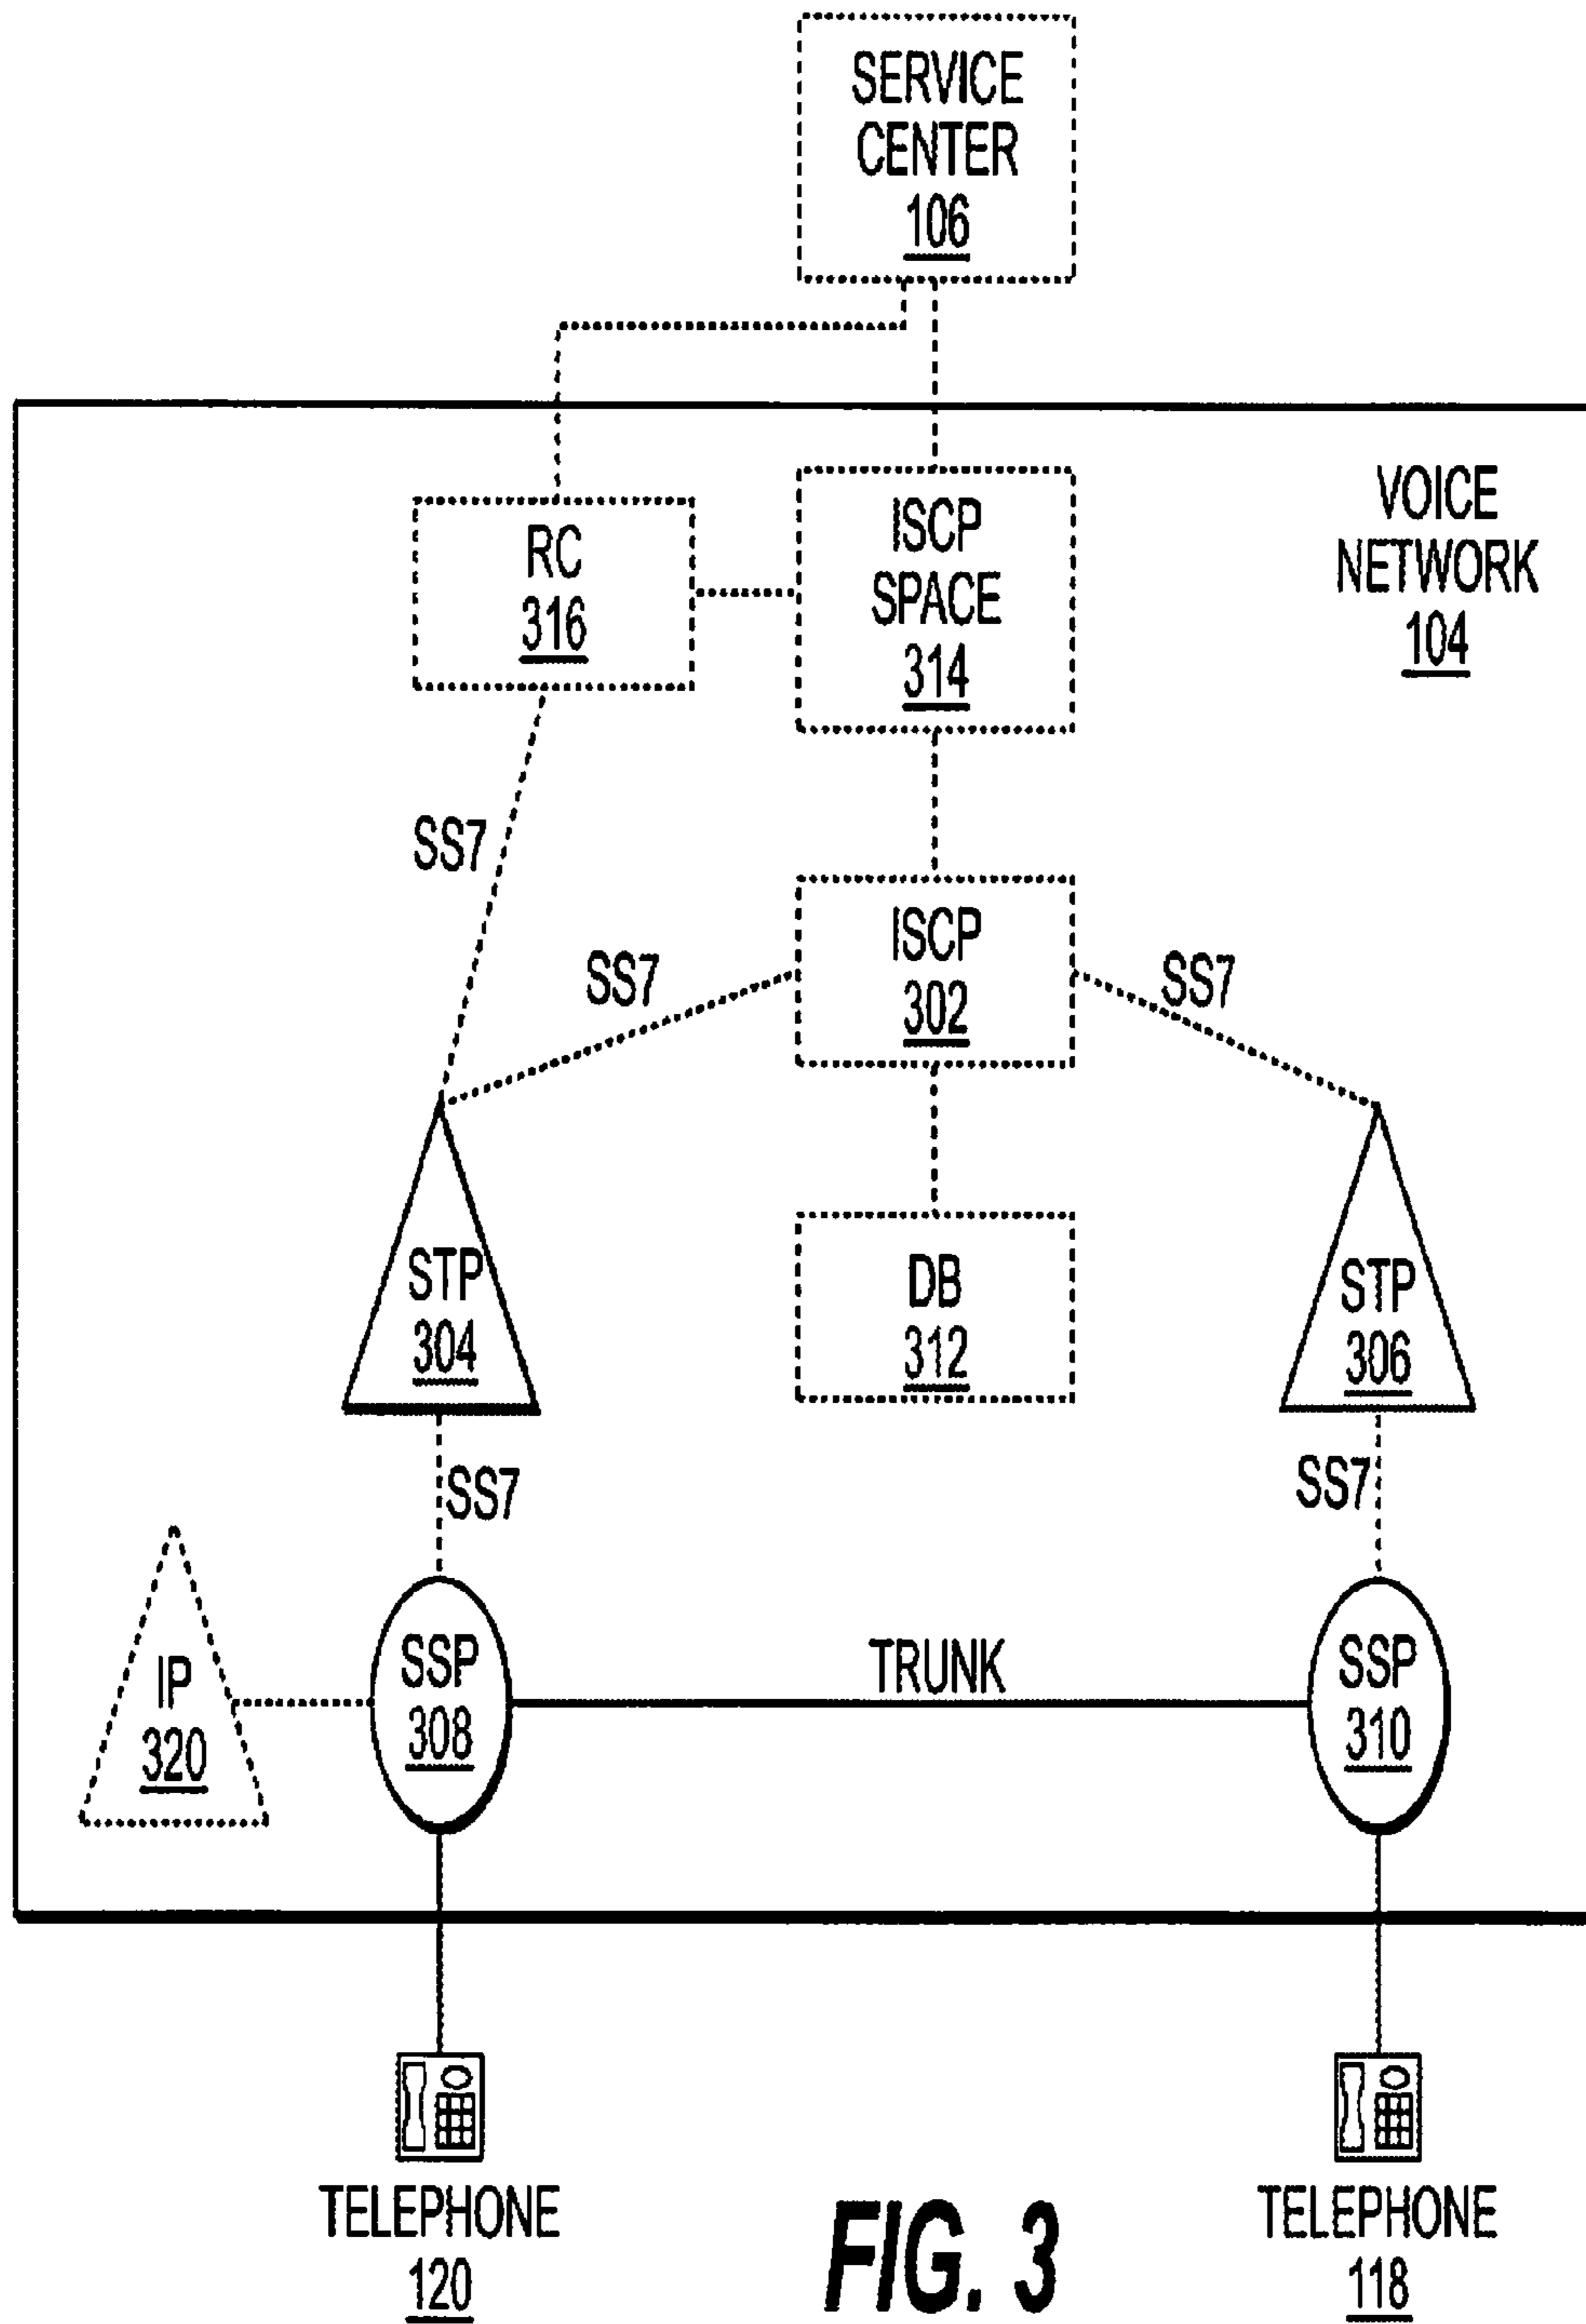 SERVICE
CENTER
106
VOICE
NETWORK
104
RC
316
ISCP
SPACE
314
SS7
ISCP
302
SS7
SS7
STP
304
DB
312
STP
306
SS7
SS7
IP
320
SSP
308
TRUNK
SSP
310
TELEPHONE
120
TELEPHONE
118
FIG. 3